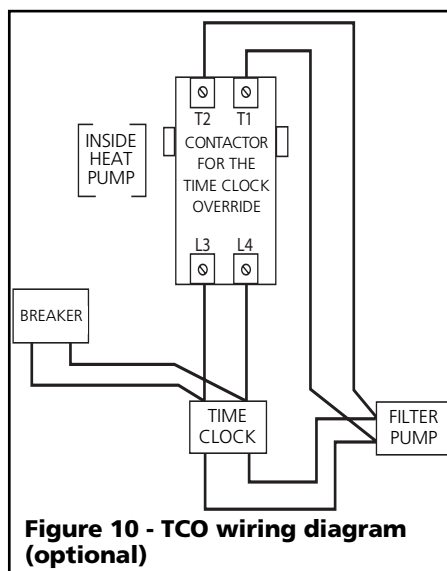 T2 T1
INSIDE
HEAT
PUMP
CONTACTOR
FOR THE
TIME CLOCK
OVERRIDE
L3 L4
BREAKER
TIME
CLOCK
FILTER
PUMP
Figure 10 - TCO wiring diagram
(optional)